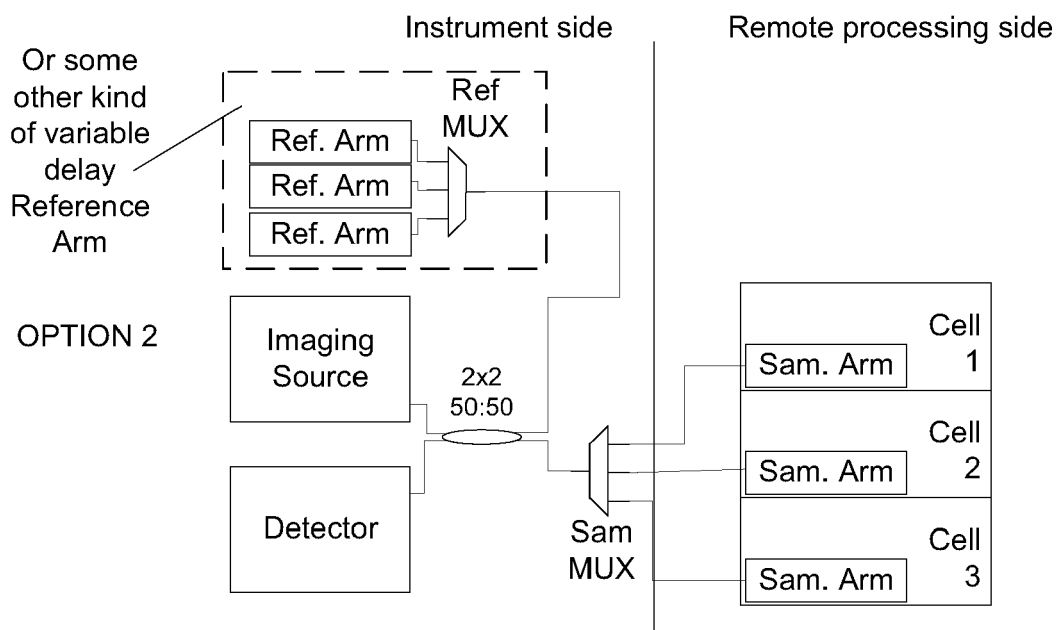 Instrument side
Remote processing side
Or some
other kind
of variable
delay
Reference
Arm
Ref
MUX
Ref. Arm
Ref. Arm
Ref. Arm
OPTION 2
Imaging
Source
2x2
50:50
Detector
Sam
MUX
Cell
1
Sam. Arm
Cell
2
Sam. Arm
Cell
3
Sam. Arm